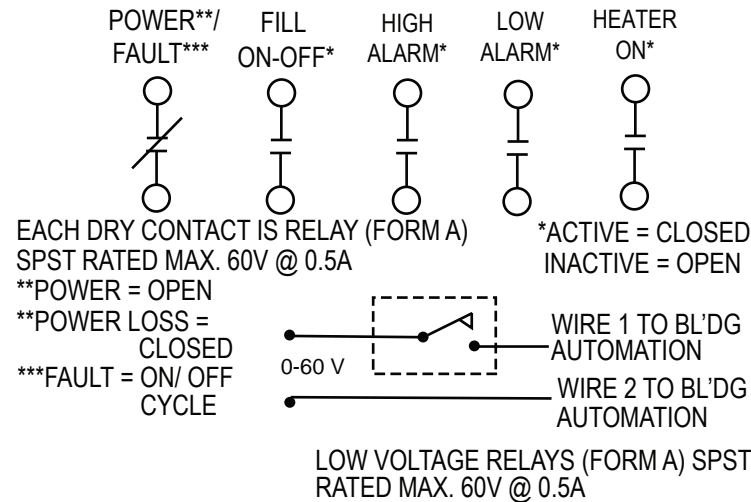 POWER**/
FAULT***
FILL
ON-OFF*
HIGH
ALARM*
LOW
ALARM*
HEATER
ON*
EACH DRY CONTACT IS RELAY (FORM A)
SPST RATED MAX. 60V @ 0.5A
*ACTIVE = CLOSED
INACTIVE = OPEN
**POWER = OPEN
**POWER LOSS =
CLOSED
***FAULT = ON/ OFF
CYCLE
0-60 V
WIRE 1 TO BL'DG
AUTOMATION
WIRE 2 TO BL'DG
AUTOMATION
LOW VOLTAGE RELAYS (FORM A) SPST
RATED MAX. 60V @ 0.5A